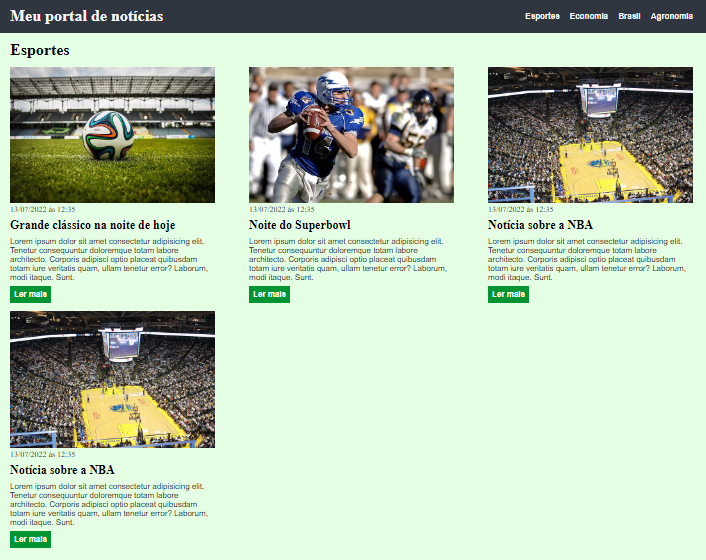 Meu portal de notícias
Esportes Economia Brasil Agronomia
Esportes
13/07/2022 às 12:35
Grande clássico na noite de hoje
Lorem ipsum dolor sit amet consectetur adipisicing elit.
Tenetur consequuntur doloremque totam labore
architecto. Corporis adipisci optio placeat quibusdam
totam iure veritatis quam, ullam tenetur error? Laborum,
modi itaque. Sunt.
Ler mais
13/07/2022 às 12:35
Noite do Superbowl
Lorem ipsum dolor sit amet consectetur adipisicing elit.
Tenetur consequuntur doloremque totam labore
architecto. Corporis adipisci optio placeat quibusdam
totam iure veritatis quam, ullam tenetur error? Laborum,
modi itaque. Sunt.
Ler mais
13/07/2022 às 12:35
Notícia sobre a NBA
Lorem ipsum dolor sit amet consectetur adipisicing elit.
Tenetur consequuntur doloremque totam labore
architecto. Corporis adipisci optio placeat quibusdam
totam iure veritatis quam, ullam tenetur error? Laborum,
modi itaque. Sunt.
Ler mais
13/07/2022 às 12:35
Notícia sobre a NBA
Lorem ipsum dolor sit amet consectetur adipisicing elit.
Tenetur consequuntur doloremque totam labore
architecto. Corporis adipisci optio placeat quibusdam
totam iure veritatis quam, ullam tenetur error? Laborum,
modi itaque. Sunt.
Ler mais